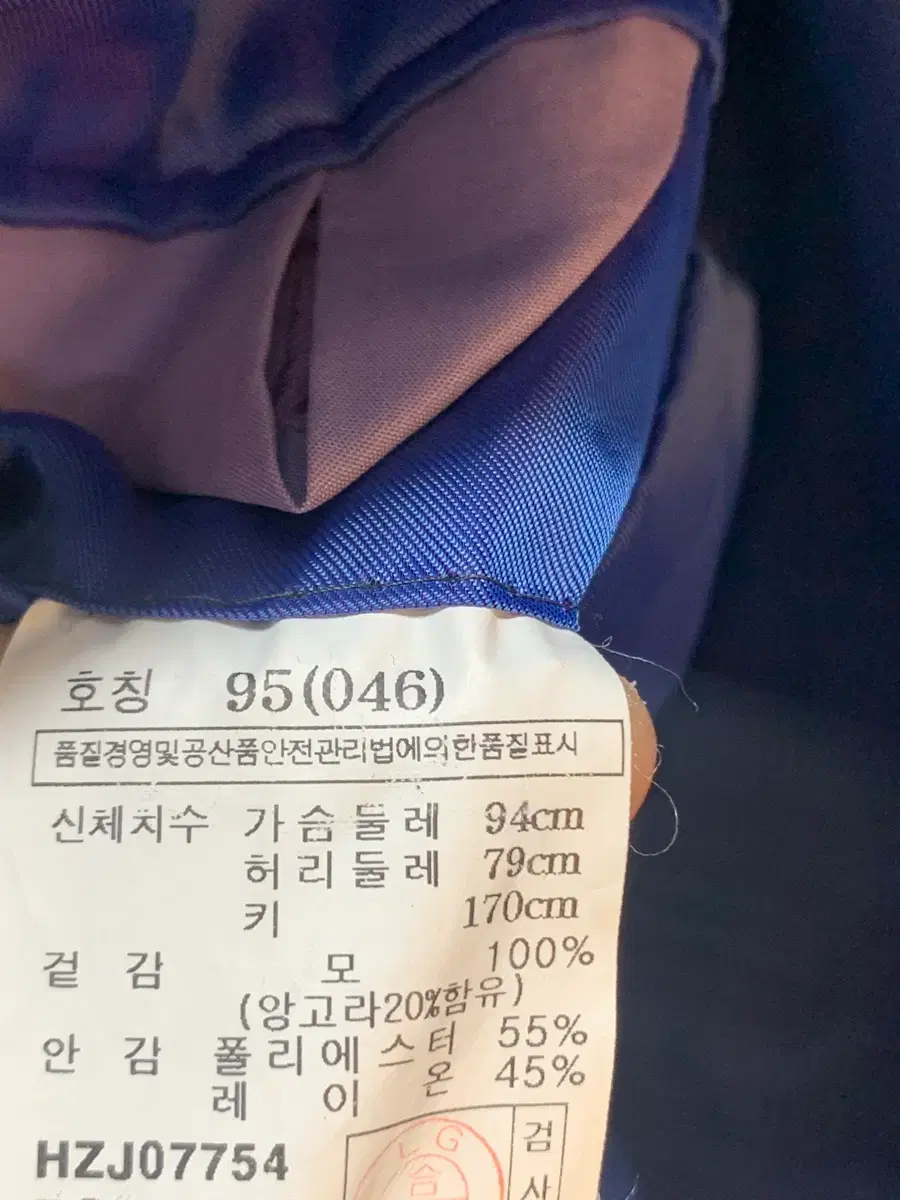 호칭 95(046)
품질경영및공산품안전관리법에의한품질표시
신체치수 가슴둘레 94cm
허리둘레 79cm
키 170cm
겉감 모 100%
(앙고라20%함유)
안감 폴리에스터 55%
레이온 45%
HZJ07754
LG
검
사
슴